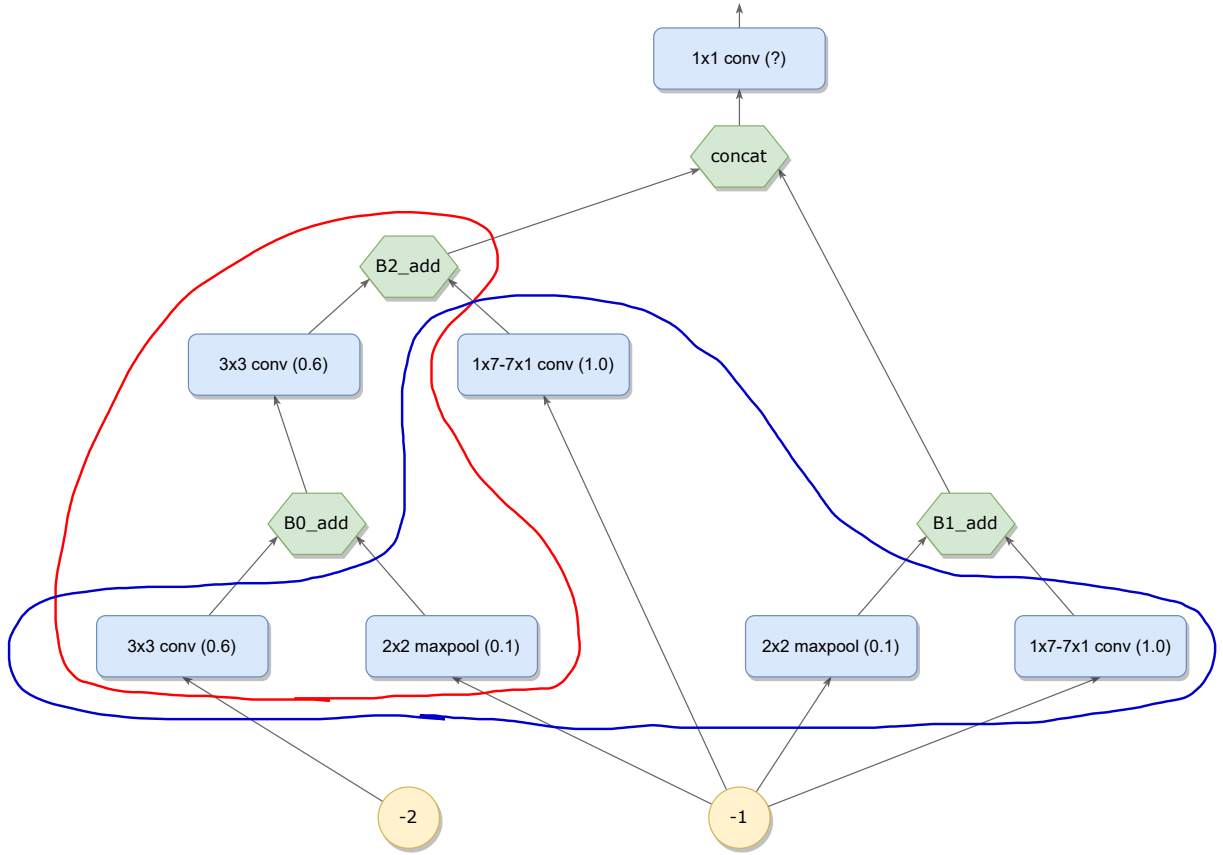 1x1 conv (?)
concat
B2_add
3x3 conv (0.6)
1x7-7x1 conv (1.0)
B0_add
B1_add
3x3 conv (0.6)
2x2 maxpool (0.1)
2x2 maxpool (0.1)
1x7-7x1 conv (1.0)
-2
-1